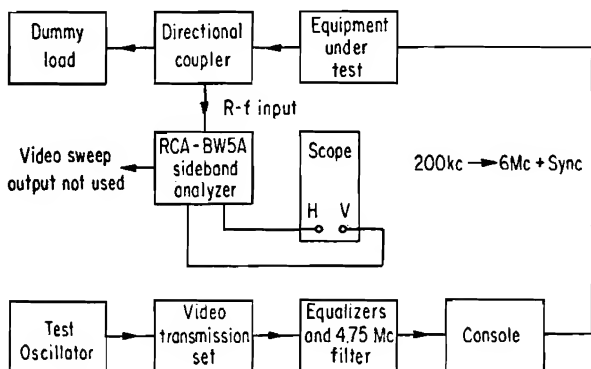 Dummy
load
Directional
coupler
Equipment
under
test
R-f input
Video sweep
output not used
RCA-BW5A
sideband
analyzer
Scope
H V
200kc → 6Mc + Sync
Test
Oscillator
Video
transmission
set
Equalizers
and 4.75 Mc
filter
Console